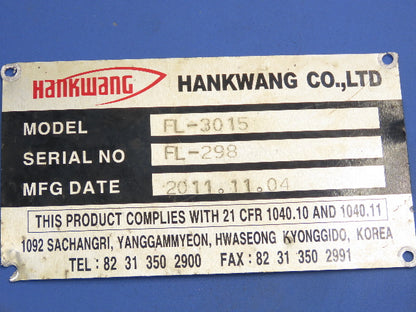 HANKWANG HANKWANG CO.,LTD
MODEL FL-3015
SERIAL NO FL-298
MFG DATE 2011.11.04
THIS PRODUCT COMPLIES WITH 21 CFR 1040.10 AND 1040.11
1092 SACHANGRI, YANGGAMMYEON, HWASEONG KYONGGIDO, KOREA
TEL : 82 31 350 2900 FAX : 82 31 350 2991